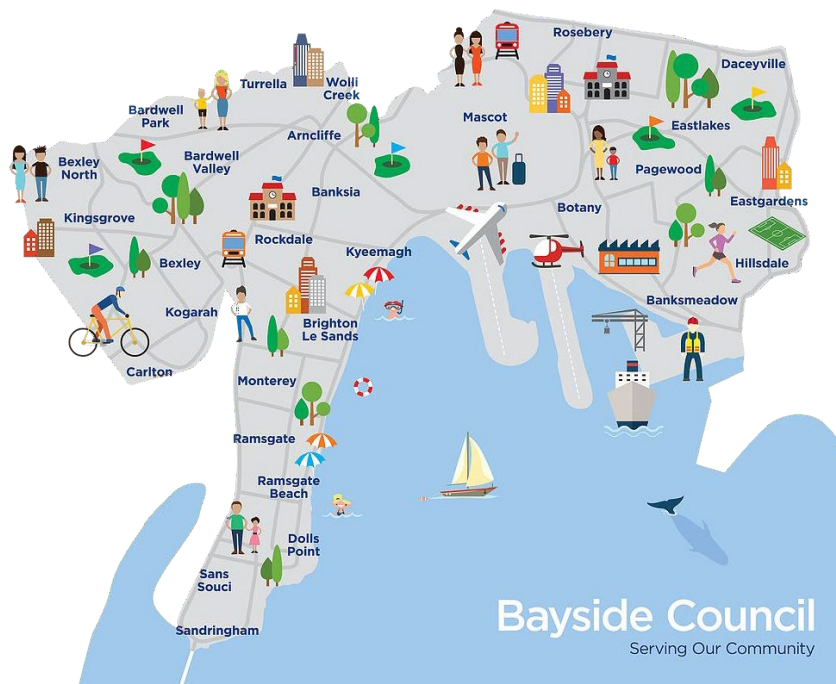 Rosebery
Daceyville
Turrella
Wolli
Creek
Bardwell
Park
Mascot
Arncliffe
Eastlakes
Bexley
North
Bardwell
Valley
Pagewood
Banksia
Eastgardens
Kingsgrove
Botany
Rockdale
Kyeemagh
Bexley
Hillsdale
Banksmeadow
Kogarah
Brighton
Le Sands
Carlton
Monterey
Ramsgate
Ramsgate
Beach
Dolls
Point
Sans
Souci
Sandringham
Bayside Council
Serving Our Community